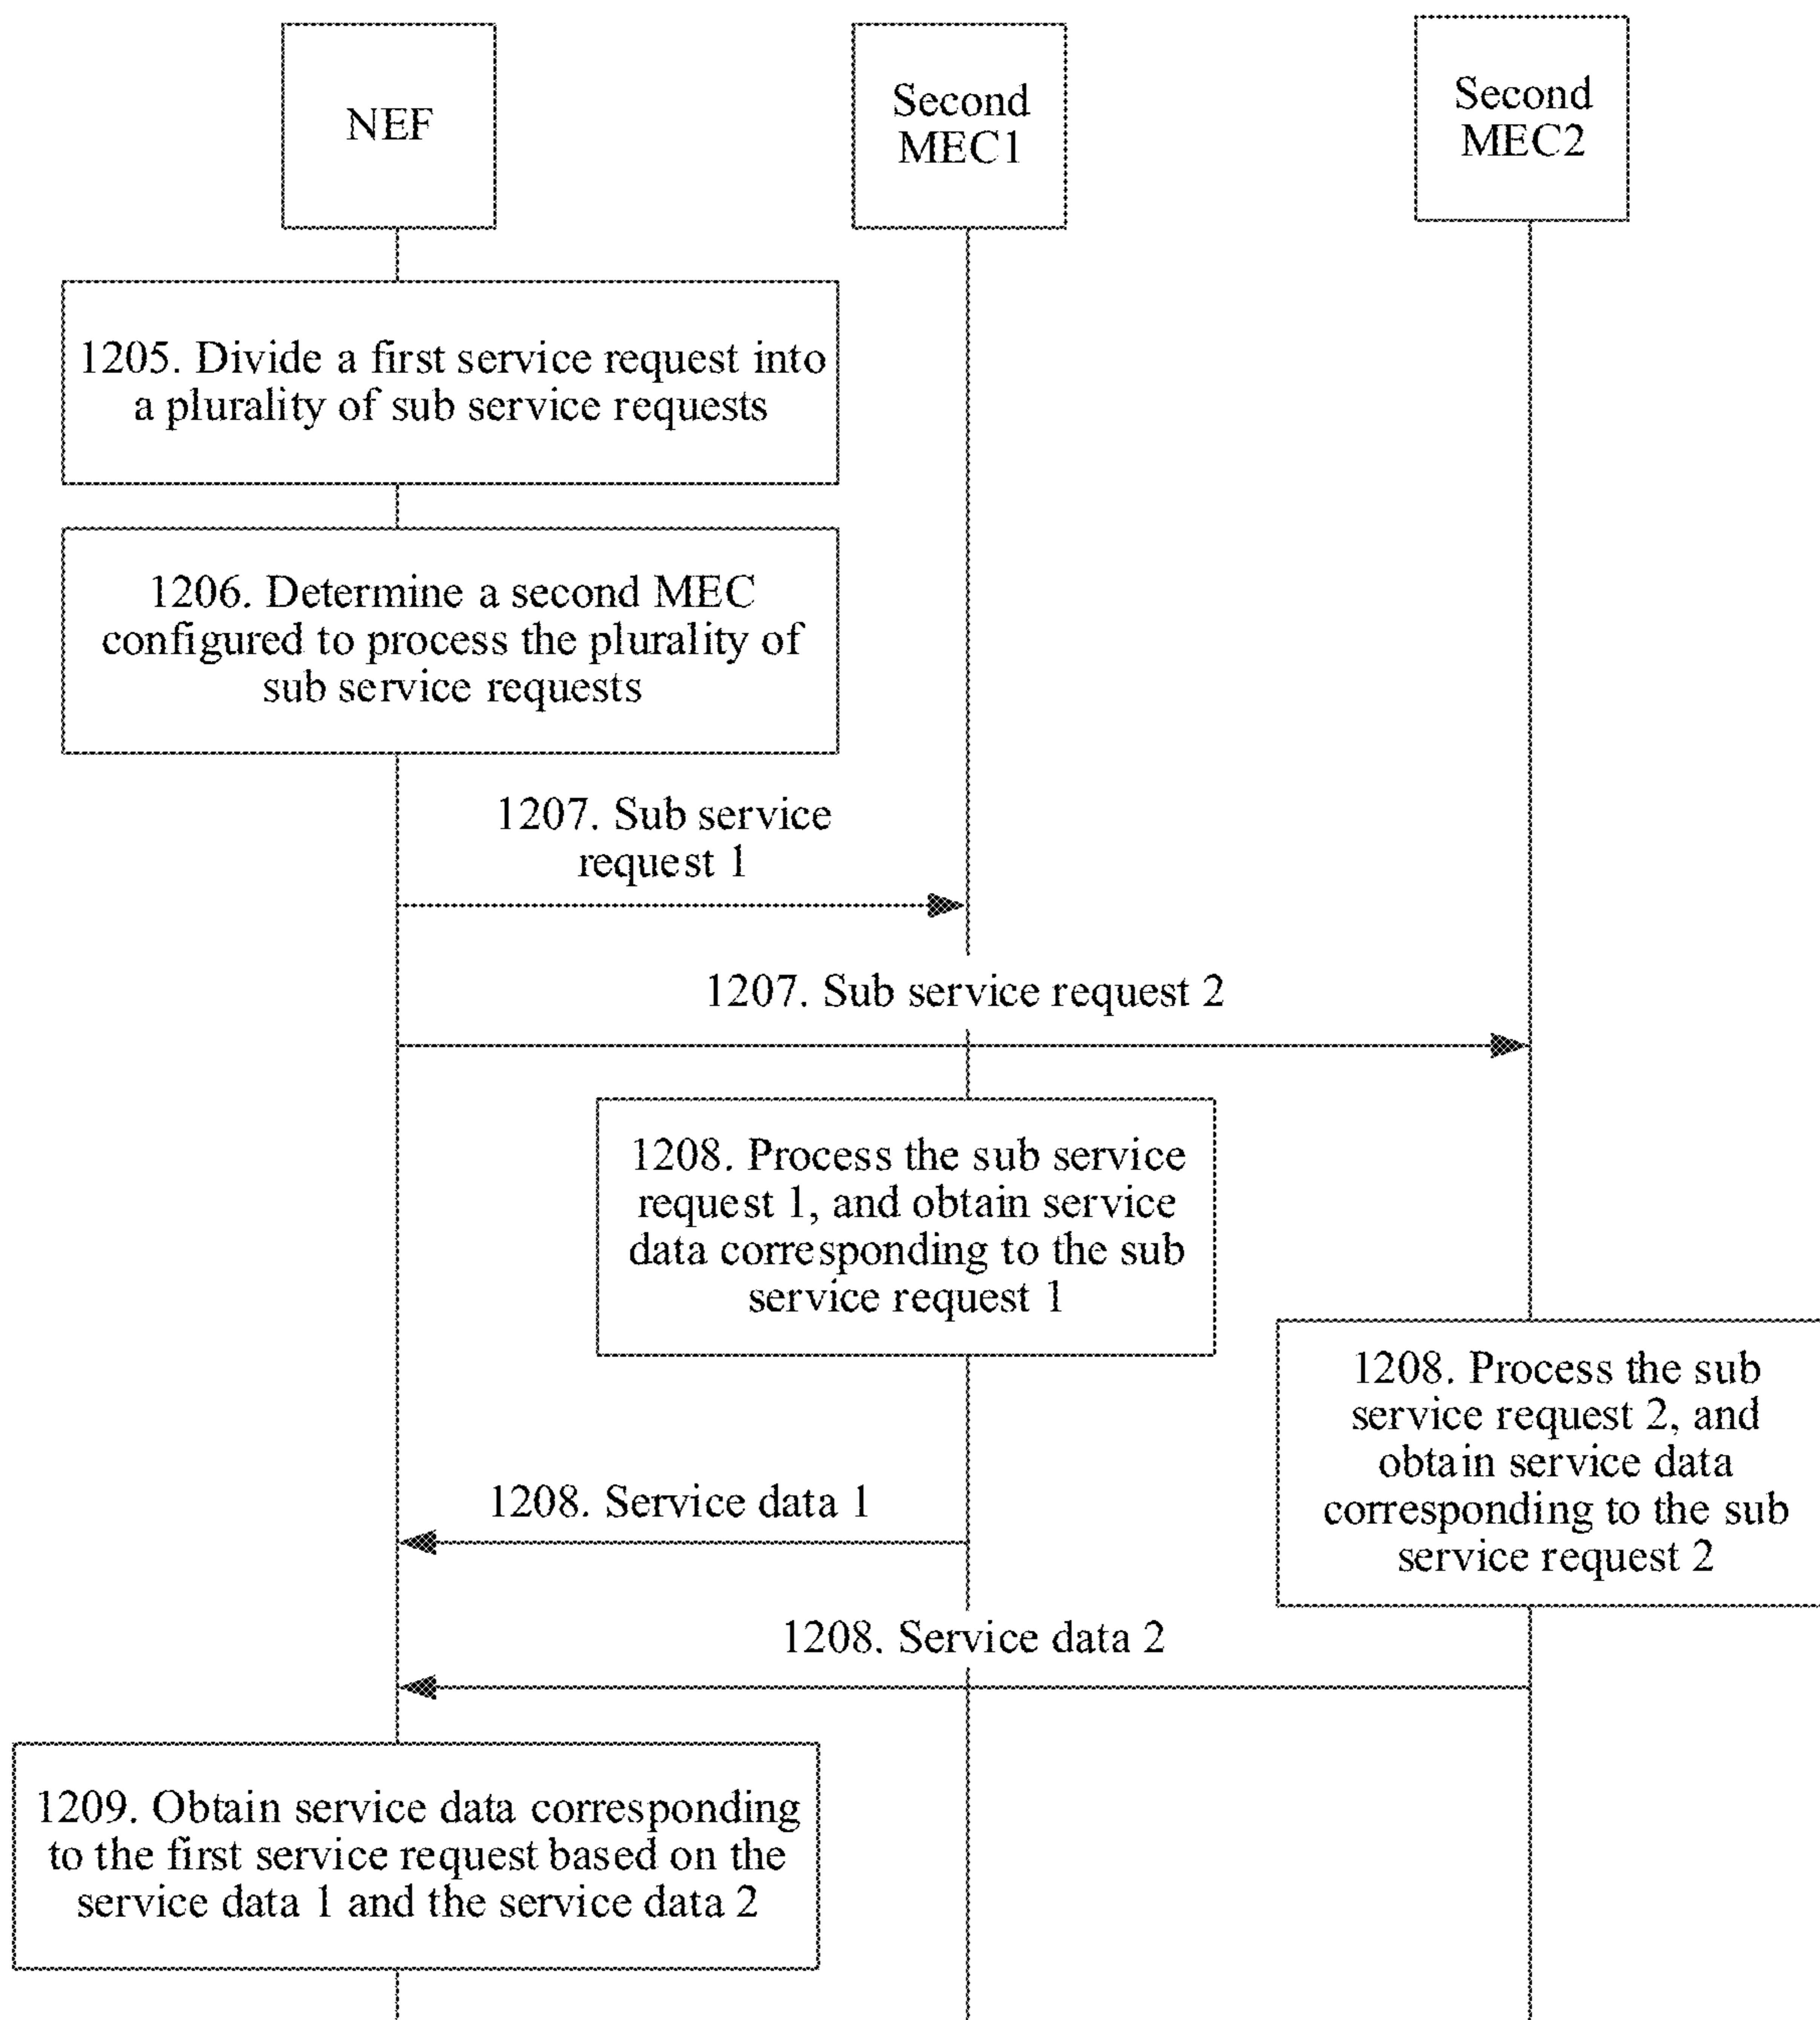 NEF
Second
MEC1
Second
MEC2
1205. Divide a first service request into
a plurality of sub service requests
1206. Determine a second MEC
configured to process the plurality of
sub service requests
1207. Sub service
request 1
1207. Sub service request 2
1208. Process the sub service
request 1, and obtain service
data corresponding to the sub
service request 1
1208. Process the sub
service request 2, and
obtain service data
corresponding to the sub
service request 2
1208. Service data 1
1208. Service data 2
1209. Obtain service data corresponding
to the first service request based on the
service data 1 and the service data 2